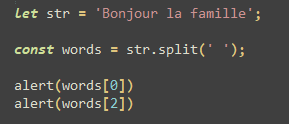 let str = 'Bonjour la famille';
const words = str.split(' ');
alert(words[0])
alert(words[2])